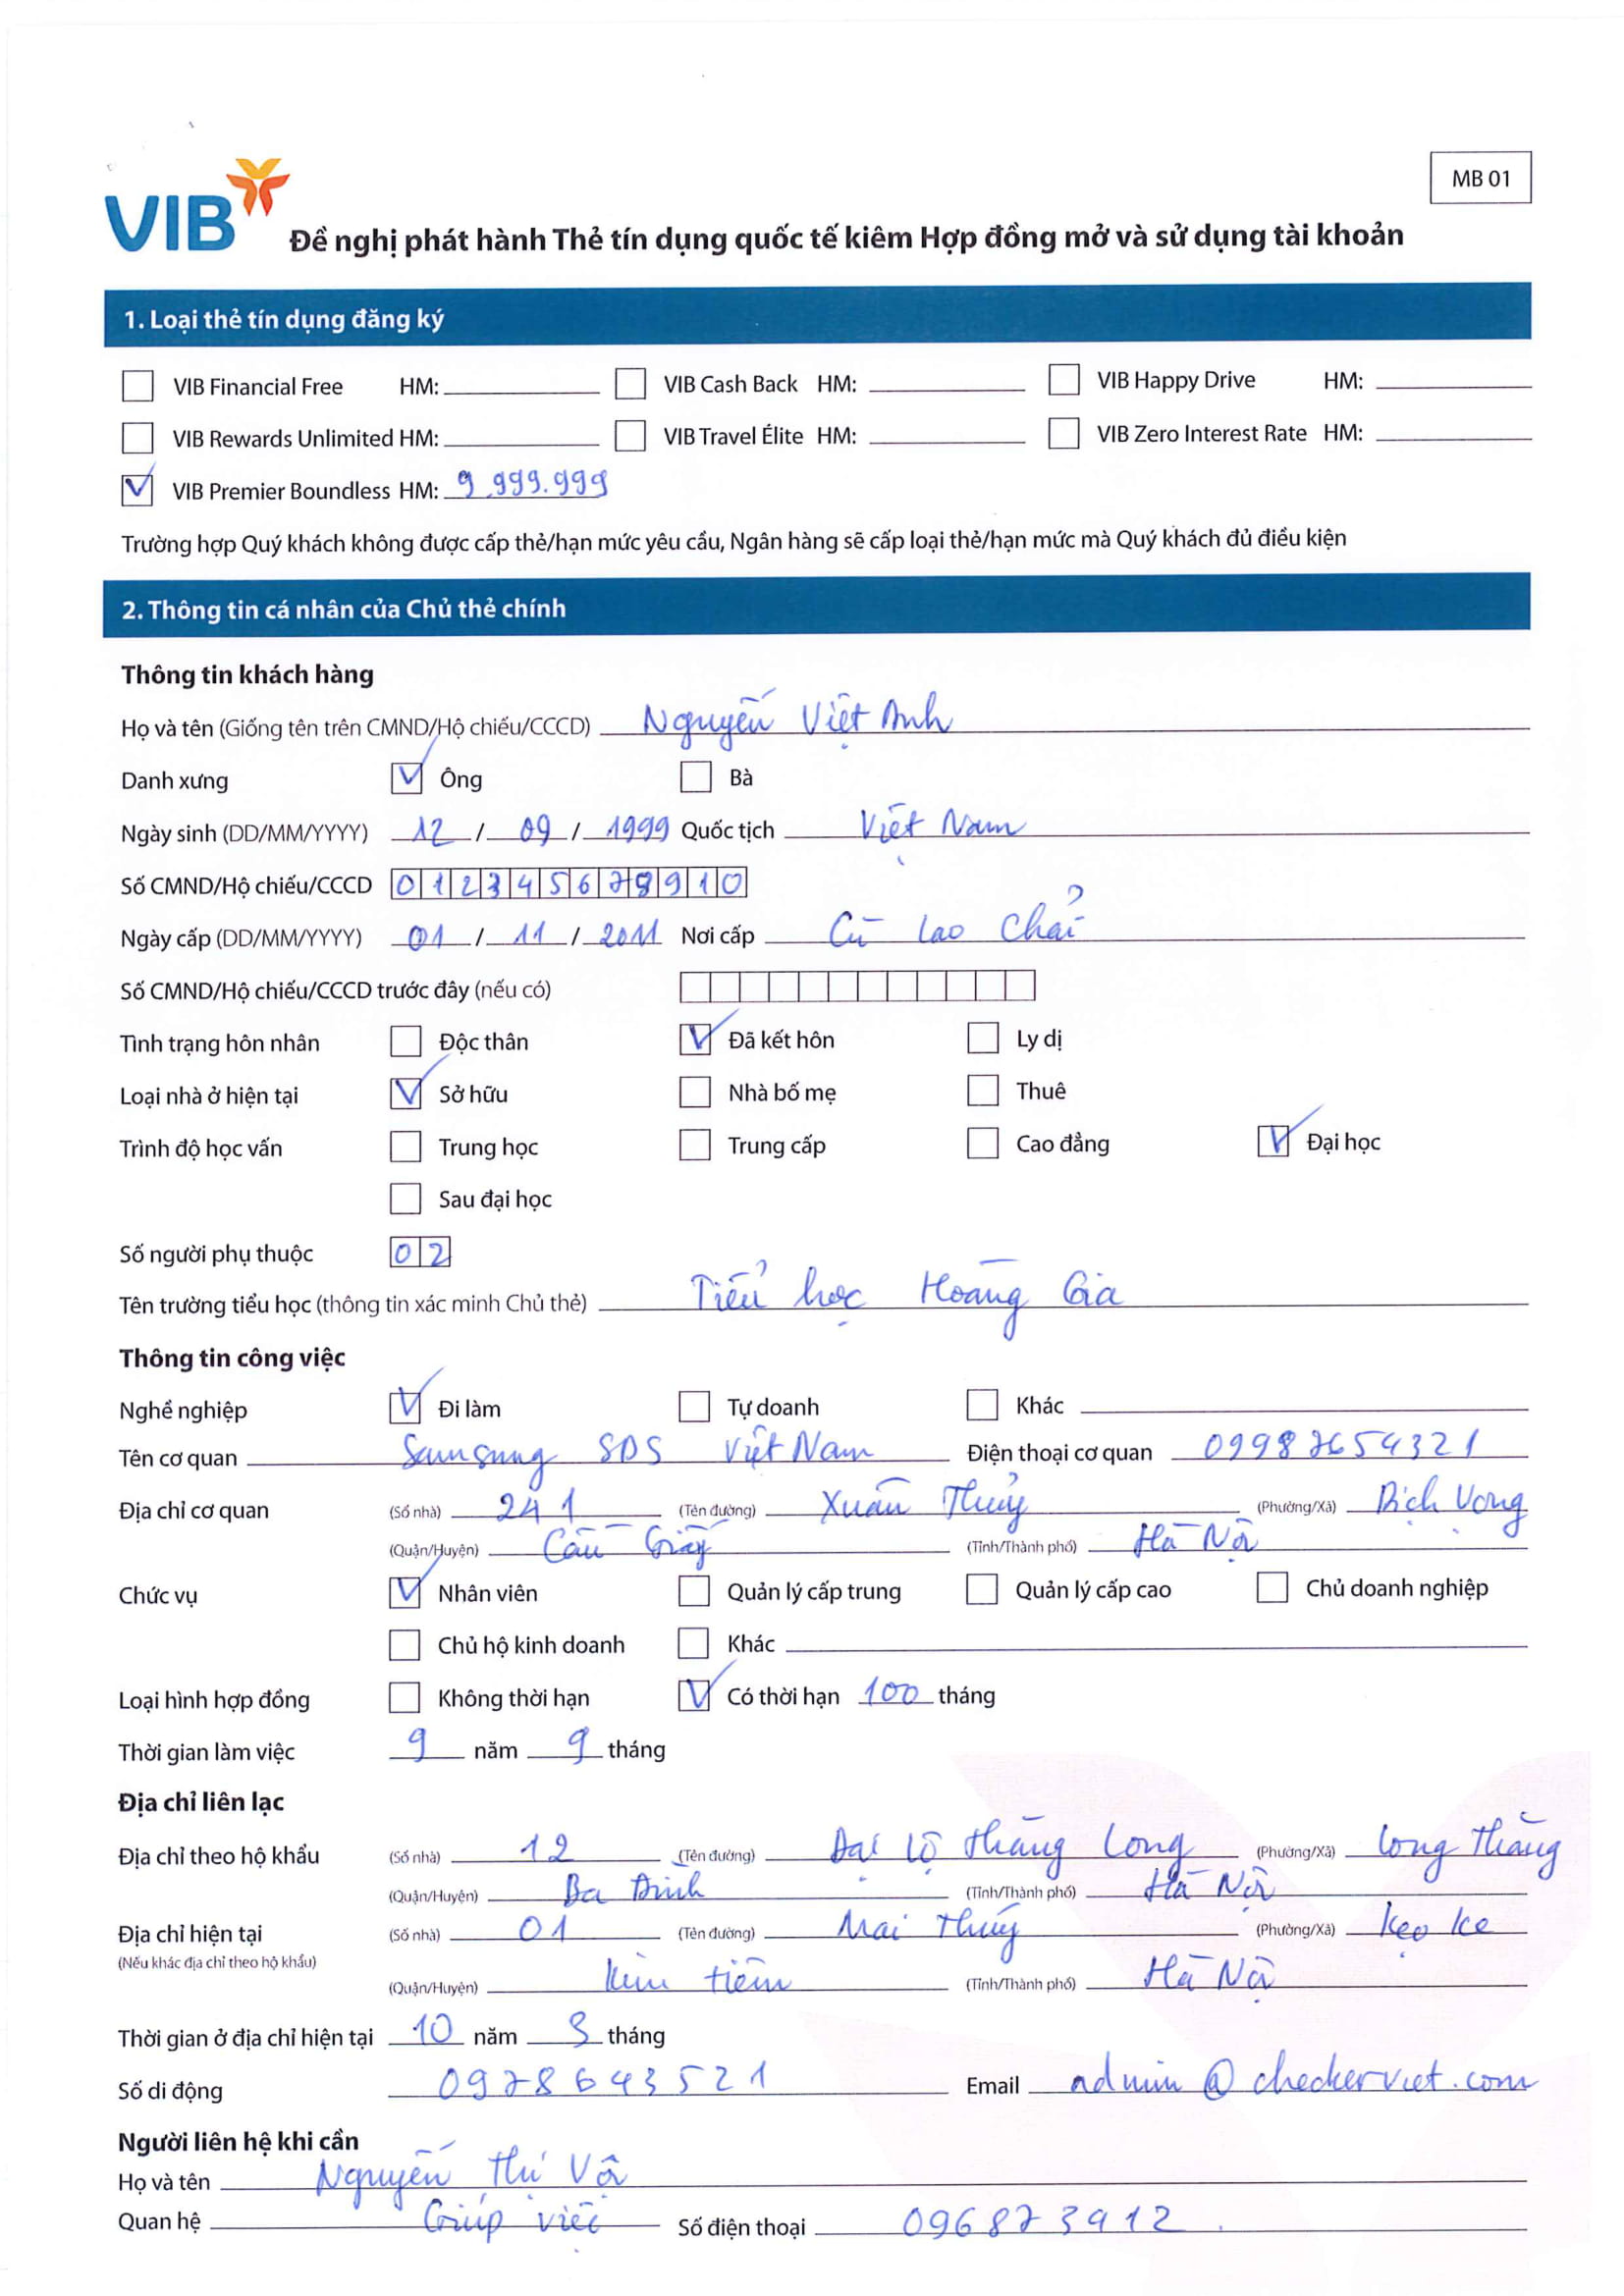 MB 01
VIB
Đề nghị phát hành Thẻ tín dụng quốc tế kiêm Hợp đồng mở và sử dụng tài khoản
1. Loại thẻ tín dụng đăng ký
VIB Financial Free HM: VIB Cash Back HM: VIB Happy Drive HM:
VIB Rewards Unlimited HM: VIB Travel Élite HM: VIB Zero Interest Rate HM:
VIB Premier Boundless HM: 9.999.999
Trường hợp Quý khách không được cấp thẻ/hạn mức yêu cầu, Ngân hàng sẽ cấp loại thẻ/hạn mức mà Quý khách đủ điều kiện
2. Thông tin cá nhân của Chủ thẻ chính
Thông tin khách hàng
Họ và tên (Giống tên trên CMND/Hộ chiếu/CCCD) Nguyễn Việt Anh
Danh xưng Ông Bà
Ngày sinh (DD/MM/YYYY) 12 / 09 / 1999 Quốc tịch Việt Nam
Số CMND/Hộ chiếu/CCCD 012345678910
Ngày cấp (DD/MM/YYYY) 01 / 11 / 2011 Nơi cấp Cù lao Chải
Số CMND/Hộ chiếu/CCCD trước đây (nếu có)
Tình trạng hôn nhân Độc thân Đã kết hôn Ly dị
Loại nhà ở hiện tại Sở hữu Nhà bố mẹ Thuê
Trình độ học vấn Trung học Trung cấp Cao đẳng Đại học
Sau đại học
Số người phụ thuộc 02
Tên trường tiểu học (thông tin xác minh Chủ thẻ) Tiểu học Hoàng Gia
Thông tin công việc
Nghề nghiệp Đi làm Tự doanh Khác
Tên cơ quan Samsung SDS Việt Nam Điện thoại cơ quan 09987654321
Địa chỉ cơ quan (Số nhà) 241 (Tên đường) Xuân Thủy (Phường/Xã) Dịch Vọng
(Quận/Huyện) Cầu Giấy (Tỉnh/Thành phố) Hà Nội
Chức vụ Nhân viên Quản lý cấp trung Quản lý cấp cao Chủ doanh nghiệp
Chủ hộ kinh doanh Khác
Loại hình hợp đồng Không thời hạn Có thời hạn 100 tháng
Thời gian làm việc 9 năm 9 tháng
Địa chỉ liên lạc
Địa chỉ theo hộ khẩu (Số nhà) 12 (Tên đường) Đại lộ Thăng Long (Phường/Xã) Long Thăng
(Quận/Huyện) Ba Đình (Tỉnh/Thành phố) Hà Nội
Địa chỉ hiện tại (Số nhà) 01 (Tên đường) Mai Thúy (Phường/Xã) Kẹo Ke
(Nếu khác địa chỉ theo hộ khẩu)
(Quận/Huyện) Kim tiêm (Tỉnh/Thành phố) Hà Nội
Thời gian ở địa chỉ hiện tại 10 năm 3 tháng
Số di động 0978643521 Email admin@checkerviet.com
Người liên hệ khi cần
Họ và tên Nguyễn Thị Vội
Quan hệ Giúp việc Số điện thoại 096873912